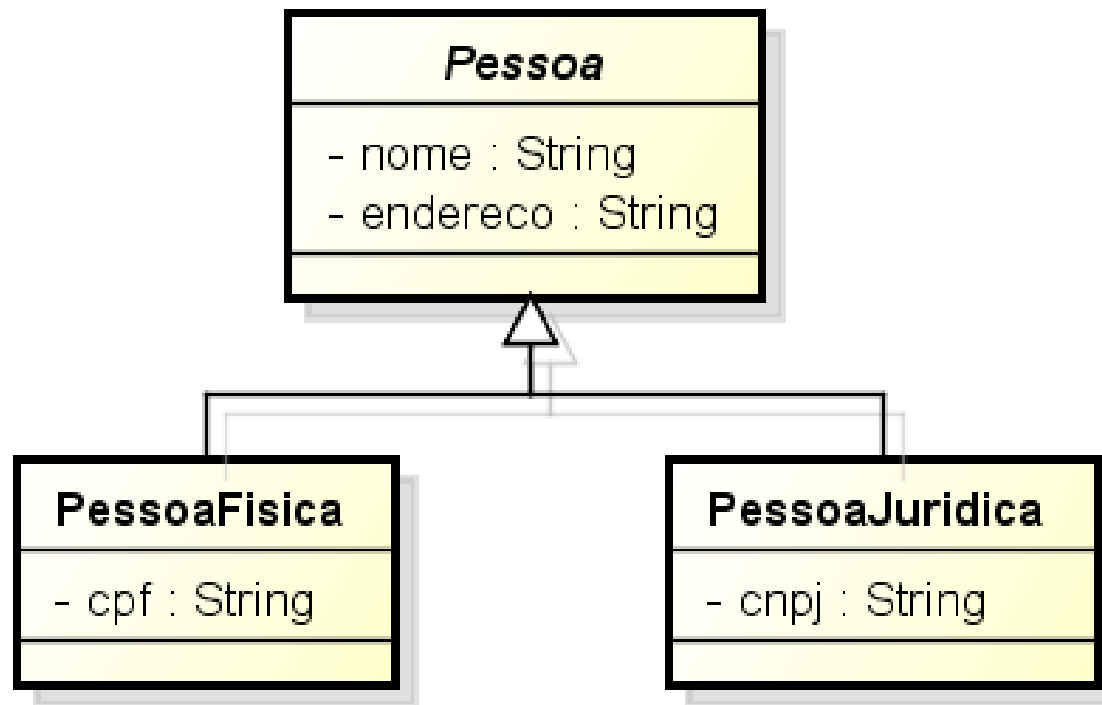 Pessoa
- nome : String
- endereco : String
PessoaFisica
- cpf : String
PessoaJuridica
- cnpj : String